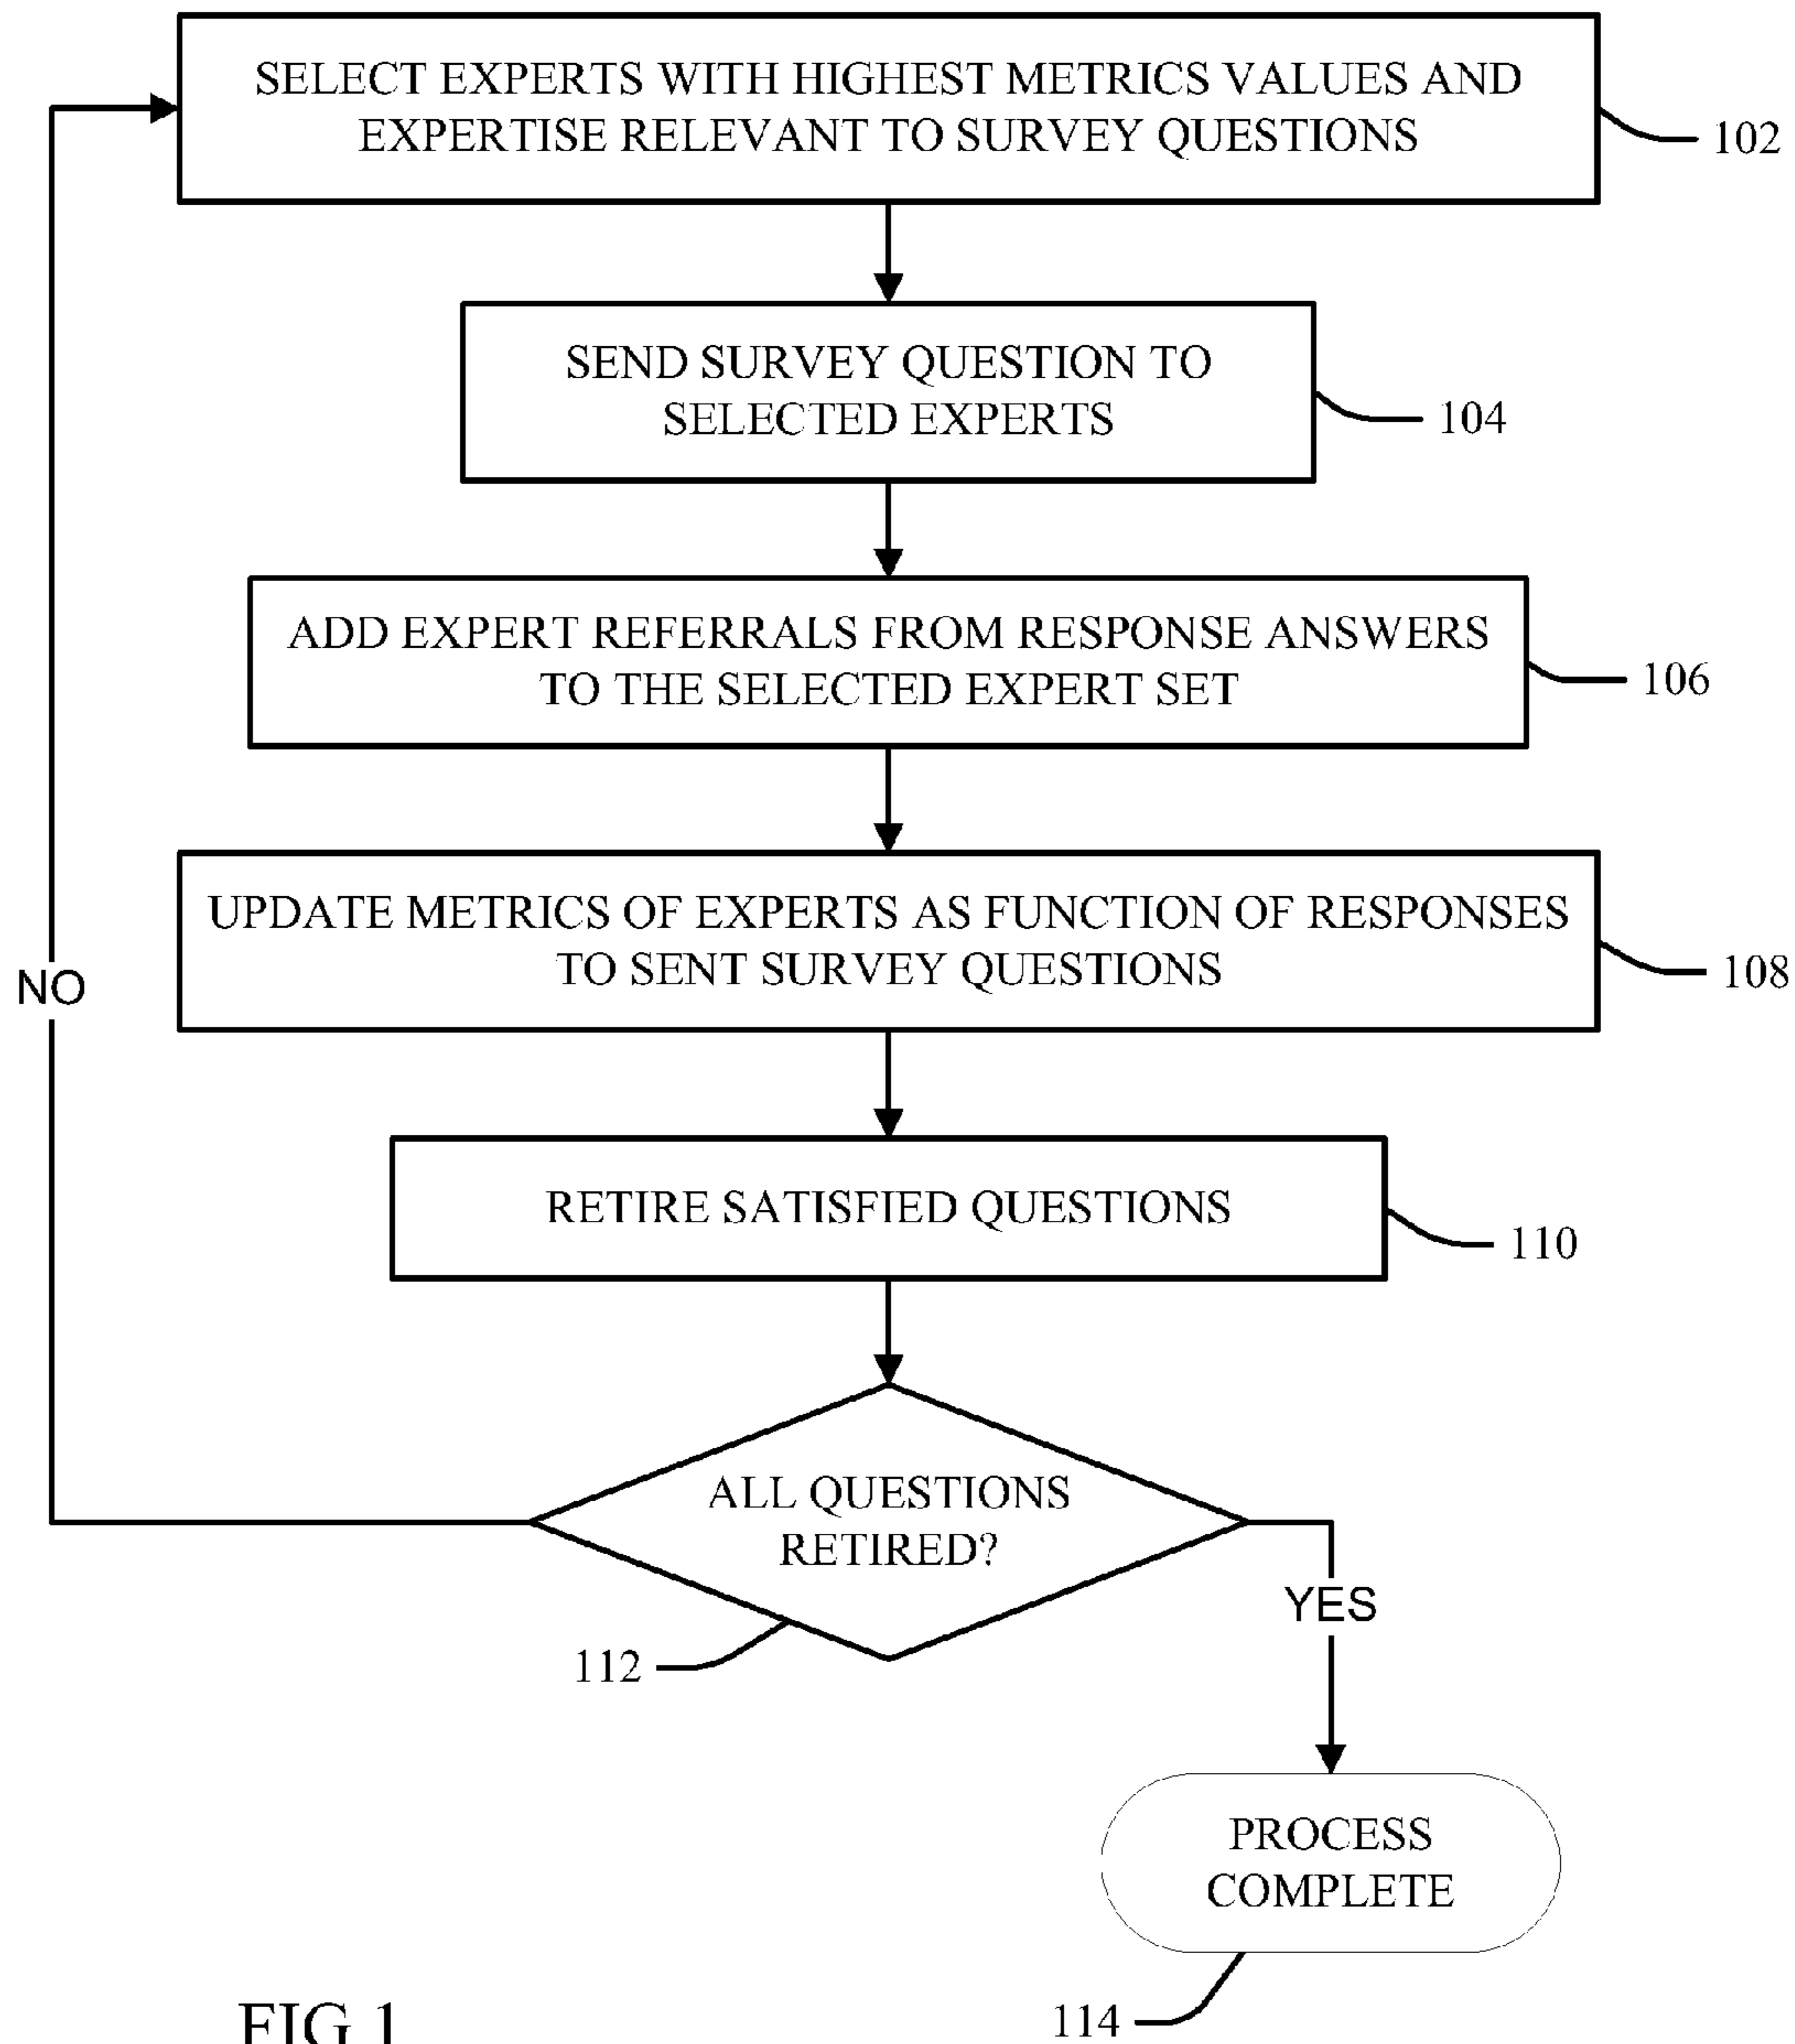 SELECT EXPERTS WITH HIGHEST METRICS VALUES AND
EXPERTISE RELEVANT TO SURVEY QUESTIONS
102
SEND SURVEY QUESTION TO
SELECTED EXPERTS
104
ADD EXPERT REFERRALS FROM RESPONSE ANSWERS
TO THE SELECTED EXPERT SET
106
UPDATE METRICS OF EXPERTS AS FUNCTION OF RESPONSES
TO SENT SURVEY QUESTIONS
108
NO
RETIRE SATISFIED QUESTIONS
110
ALL QUESTIONS
RETIRED?
YES
112
PROCESS
COMPLETE
114
FIG 1